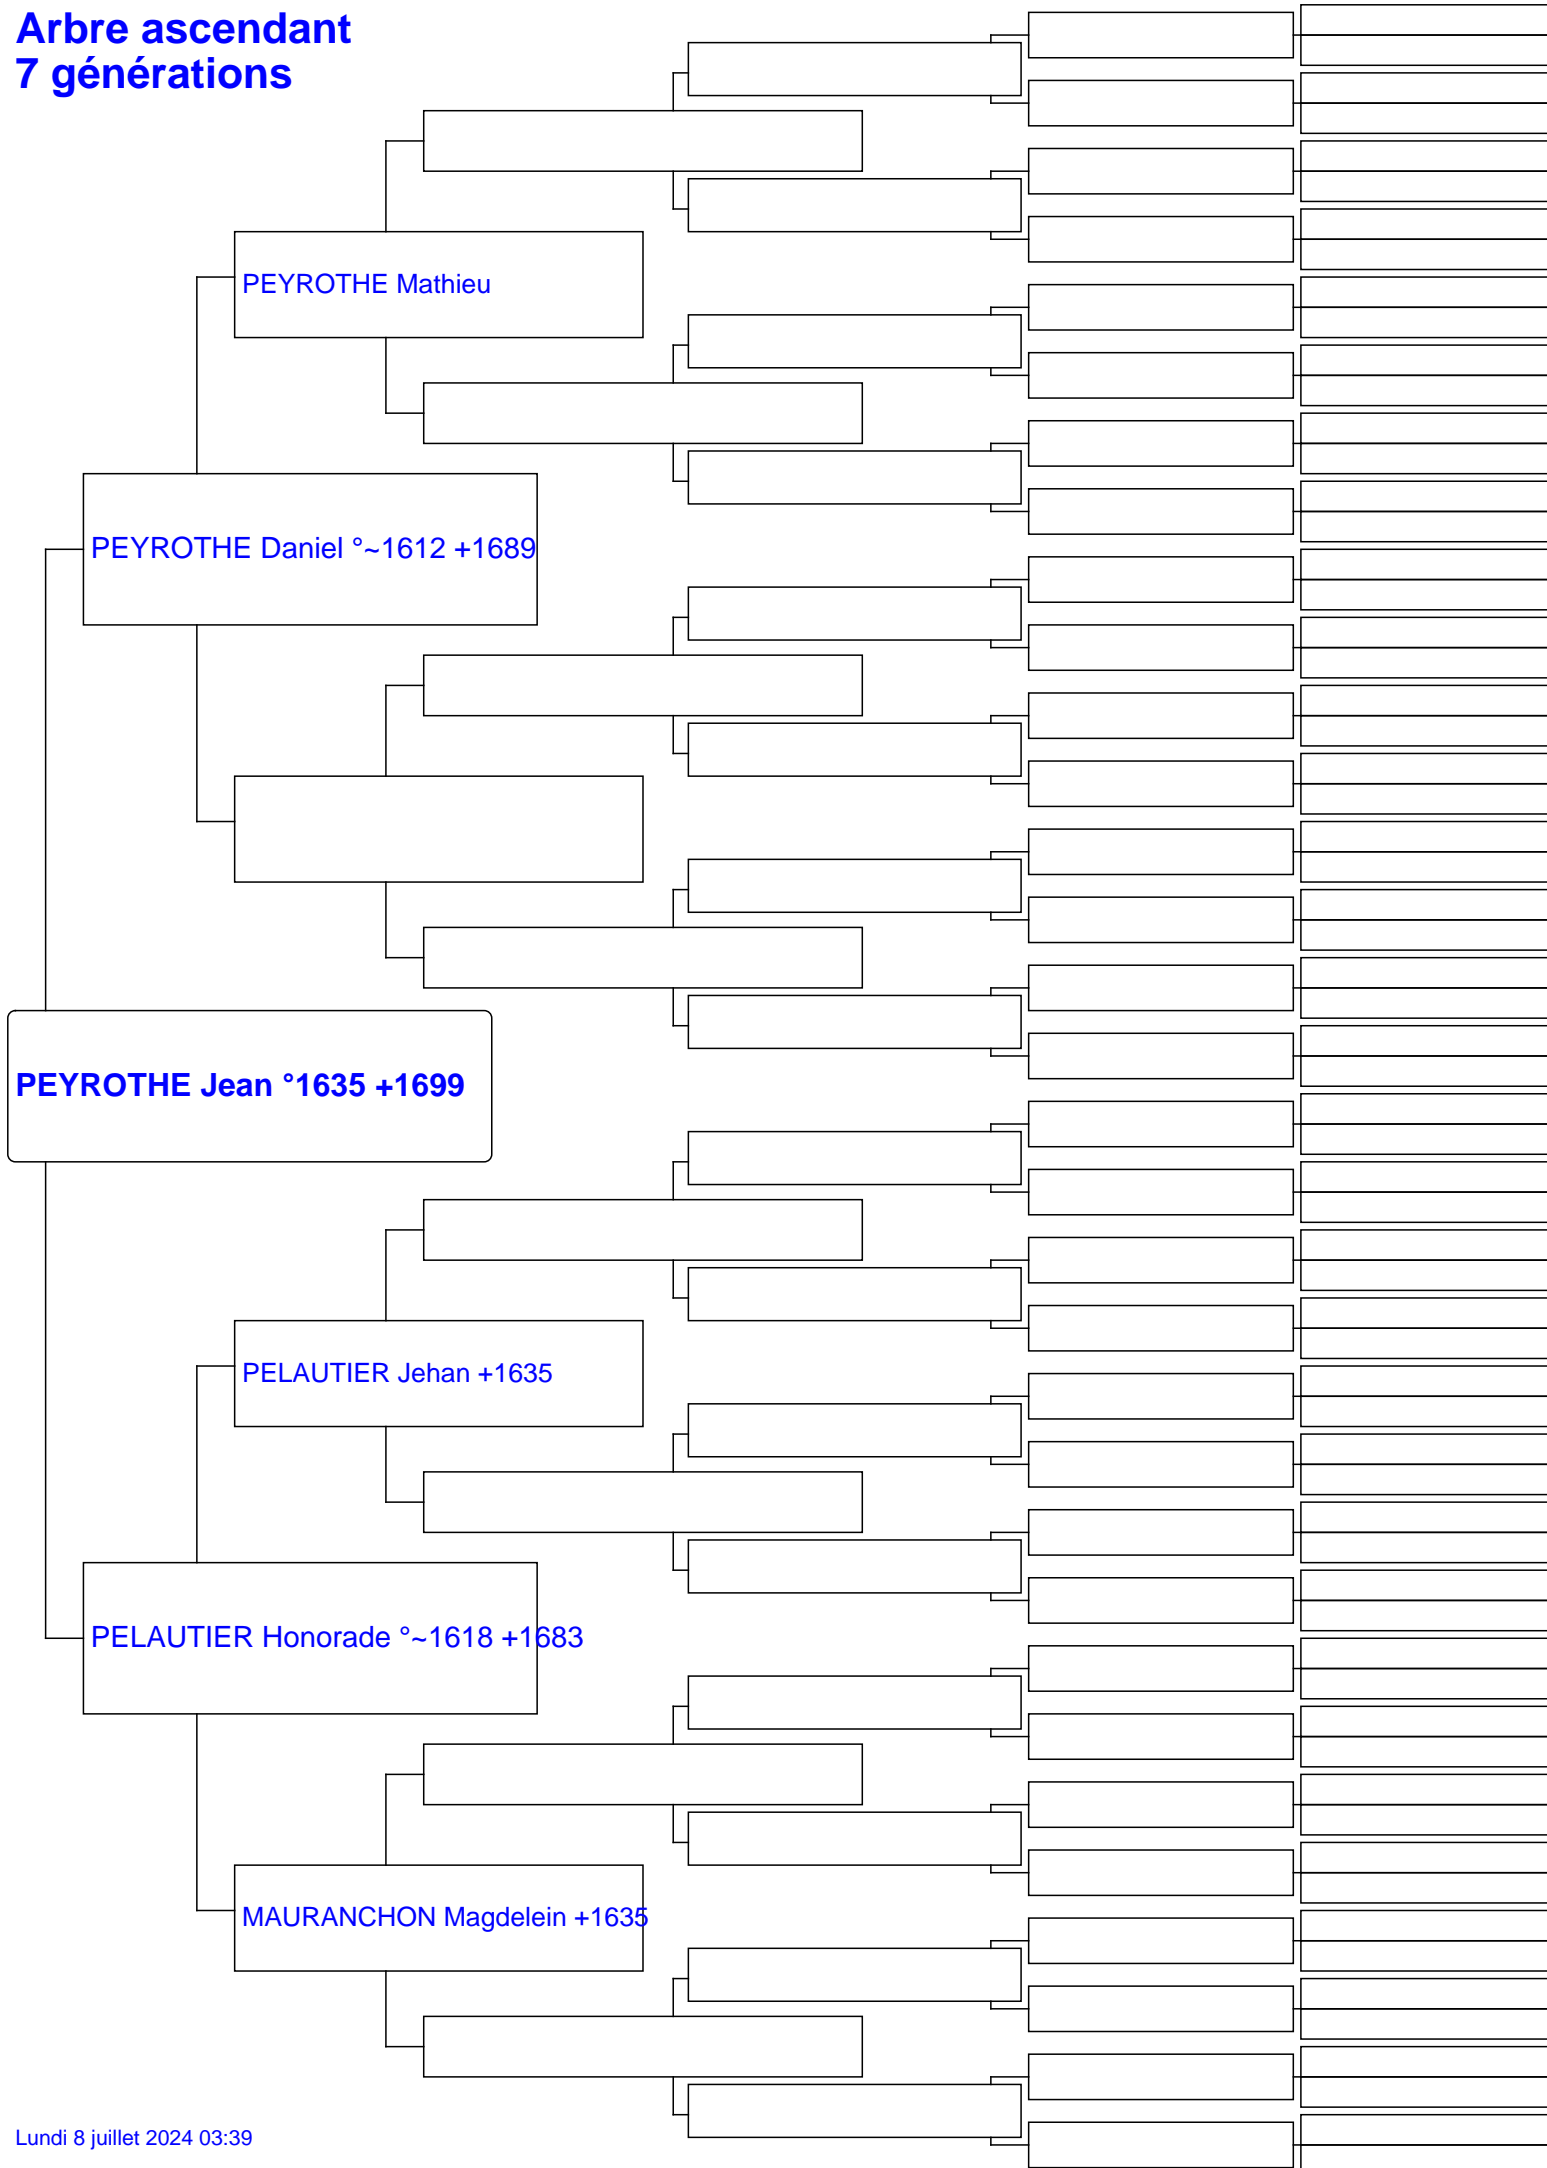 Arbre ascendant
7 générations
PEYROTHE Mathieu
PEYROTHE Daniel °~1612 +1689
PEYROTHE Jean °1635 +1699
PELAUTIER Jehan +1635
PELAUTIER Honorade °~1618 +1683
MAURANCHON Magdelein +1635
Lundi 8 juillet 2024 03:39